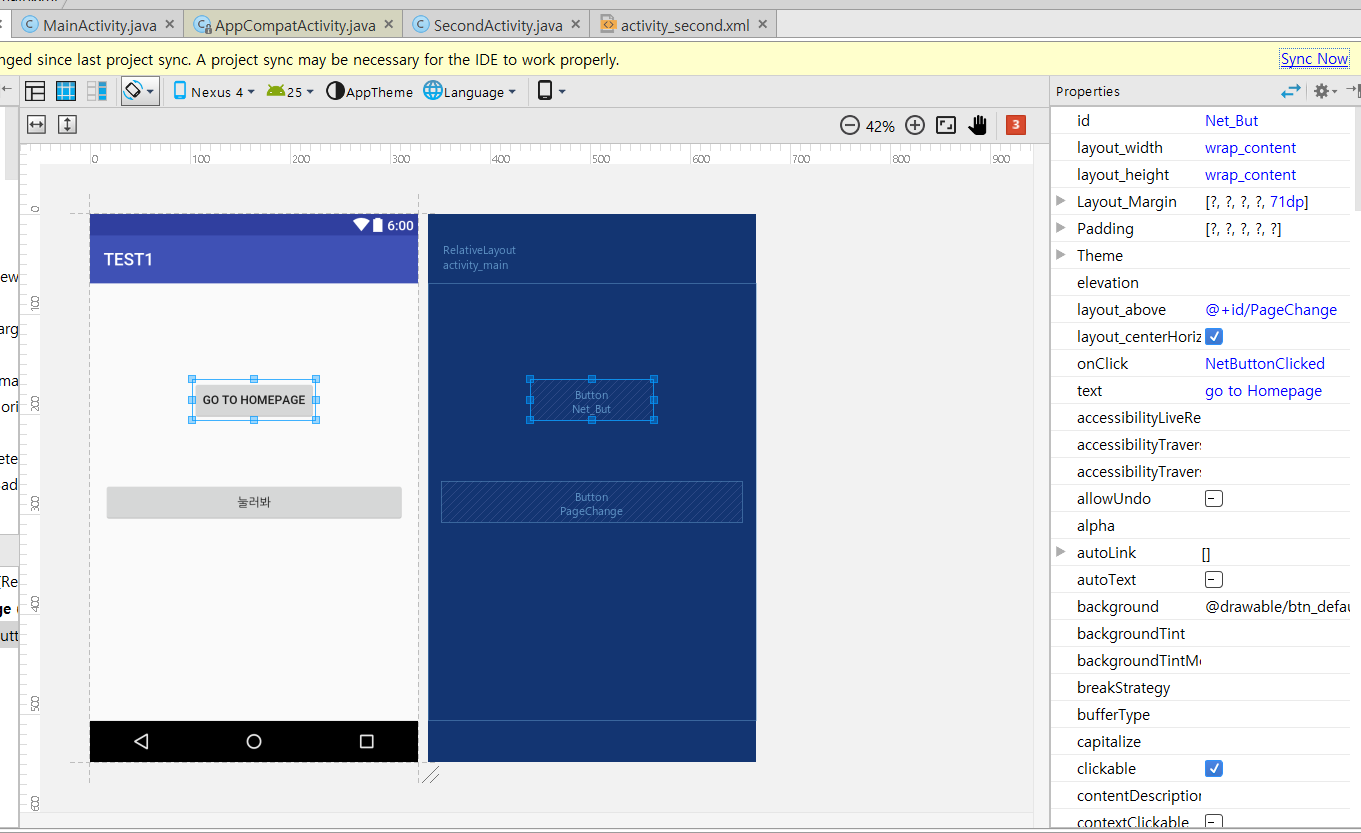 MainActivity.java
AppCompatActivity.java
SecondActivity.java
activity_second.xml
nged since last project sync. A project sync may be necessary for the IDE to work properly.
Sync Now
Nexus 4
25
AppTheme
Language
Properties
42%
3
0 100 200 300 400 500 600 700 800 900
0
100
200
300
400
500
600
6:00
TEST1
GO TO HOMEPAGE
눌러봐
RelativeLayout
activity_main
Button
Net_But
Button
PageChange
ew
arg
ma
ori
ete
ad
(Re
ge (
utt
id Net_But
layout_width wrap_content
layout_height wrap_content
Layout_Margin [?, ?, ?, ?, 71dp]
Padding [?, ?, ?, ?, ?]
Theme
elevation
layout_above @+id/PageChange
layout_centerHoriz
onClick NetButtonClicked
text go to Homepage
accessibilityLiveRe
accessibilityTravers
accessibilityTravers
allowUndo
alpha
autoLink []
autoText
background @drawable/btn_defau
backgroundTint
backgroundTintMo
breakStrategy
bufferType
capitalize
clickable
contentDescription
contextClickable